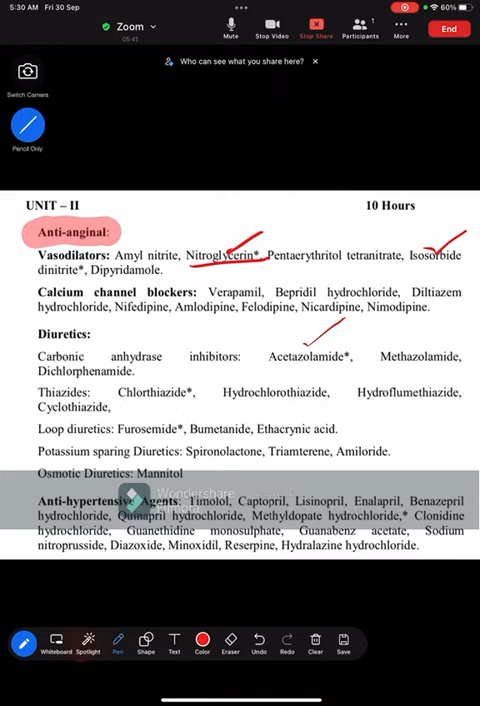 5:30 AM Fri 30 Sep
60%
Zoom
05:41
Mute
Stop Video
Stop Share
Participants
1
More
End
Who can see what you share here?
Switch Camera
Pencil Only
UNIT – II 10 Hours
Anti-anginal:
Vasodilators: Amyl nitrite, Nitroglycerin*, Pentaerythritol tetranitrate, Isosorbide
dinitrite*, Dipyridamole.
Calcium channel blockers: Verapamil, Bepridil hydrochloride, Diltiazem
hydrochloride, Nifedipine, Amlodipine, Felodipine, Nicardipine, Nimodipine.
Diuretics:
Carbonic anhydrase inhibitors: Acetazolamide*, Methazolamide,
Dichlorphenamide.
Thiazides: Chlorthiazide*, Hydrochlorothiazide, Hydroflumethiazide,
Cyclothiazide,
Loop diuretics: Furosemide*, Bumetanide, Ethacrynic acid.
Potassium sparing Diuretics: Spironolactone, Triamterene, Amiloride.
Osmotic Diuretics: Mannitol
Wondershare
Filmora
Anti-hypertensive Agents: Timolol, Captopril, Lisinopril, Enalapril, Benazepril
hydrochloride, Quinapril hydrochloride, Methyldopate hydrochloride,* Clonidine
hydrochloride, Guanethidine monosulphate, Guanabenz acetate, Sodium
nitroprusside, Diazoxide, Minoxidil, Reserpine, Hydralazine hydrochloride.
Whiteboard
Spotlight
Pen
Shape
Text
Color
Eraser
Undo
Redo
Clear
Save